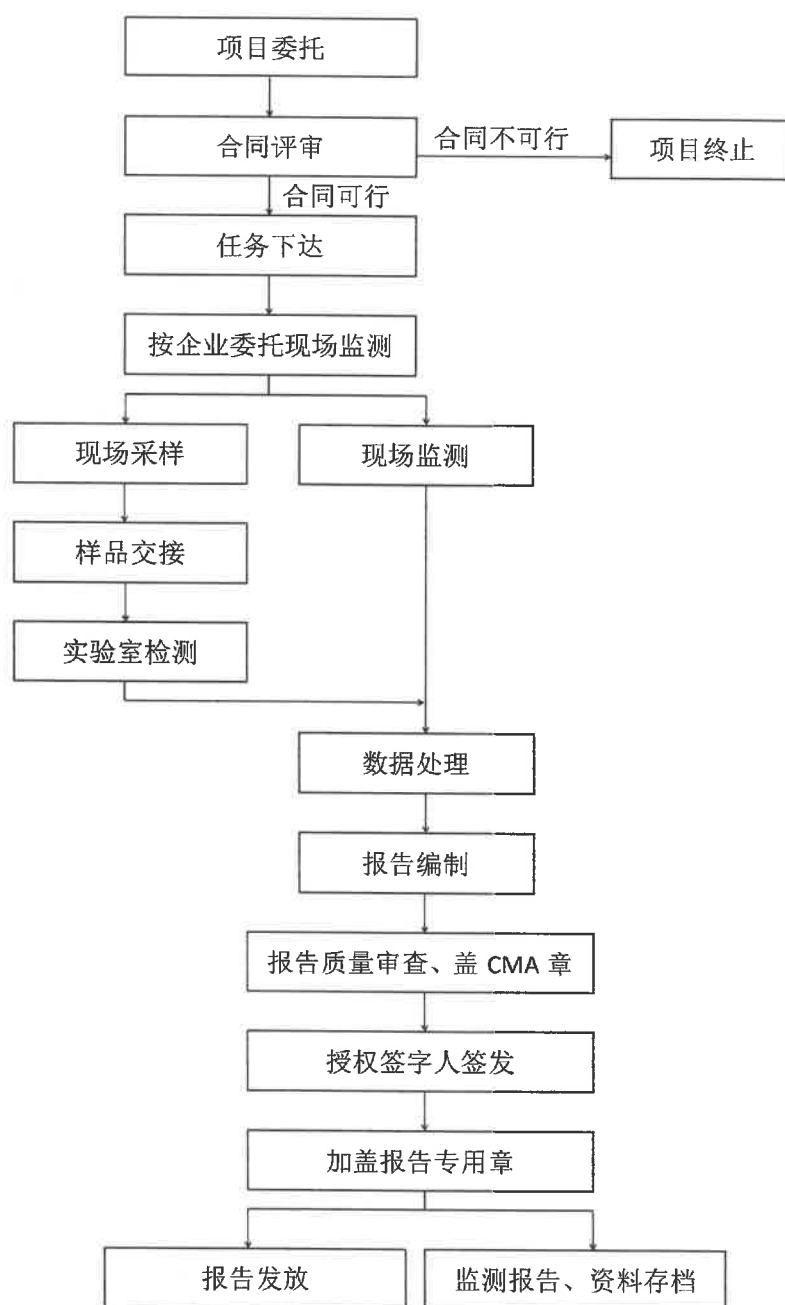 项目委托
合同评审
合同不可行
项目终止
合同可行
任务下达
按企业委托现场监测
现场采样
现场监测
样品交接
实验室检测
数据处理
报告编制
报告质量审查、盖 CMA 章
授权签字人签发
加盖报告专用章
报告发放
监测报告、资料存档